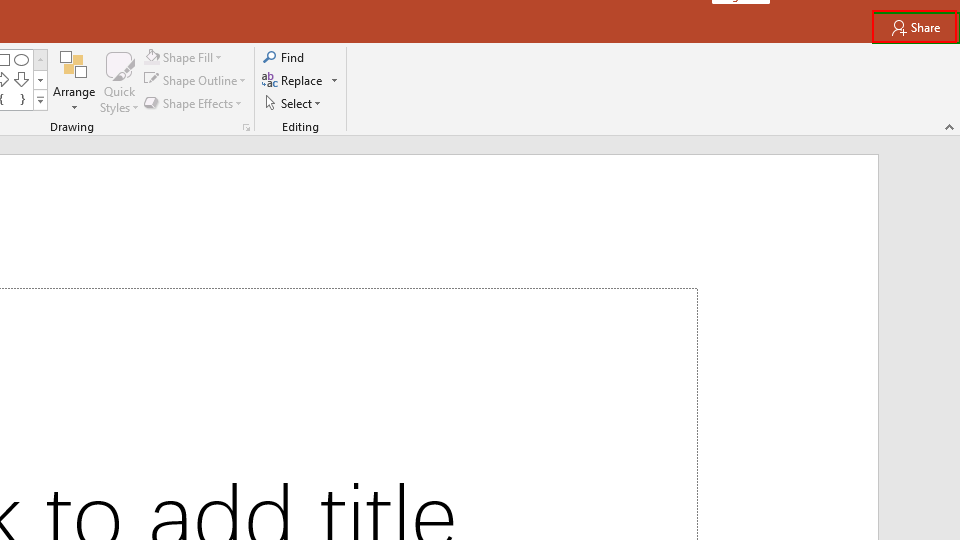 Share
Shape Fill
Find
Arrange
Quick
Styles
Shape Outline
Replace
Shape Effects
Select
Drawing
Editing
to add title